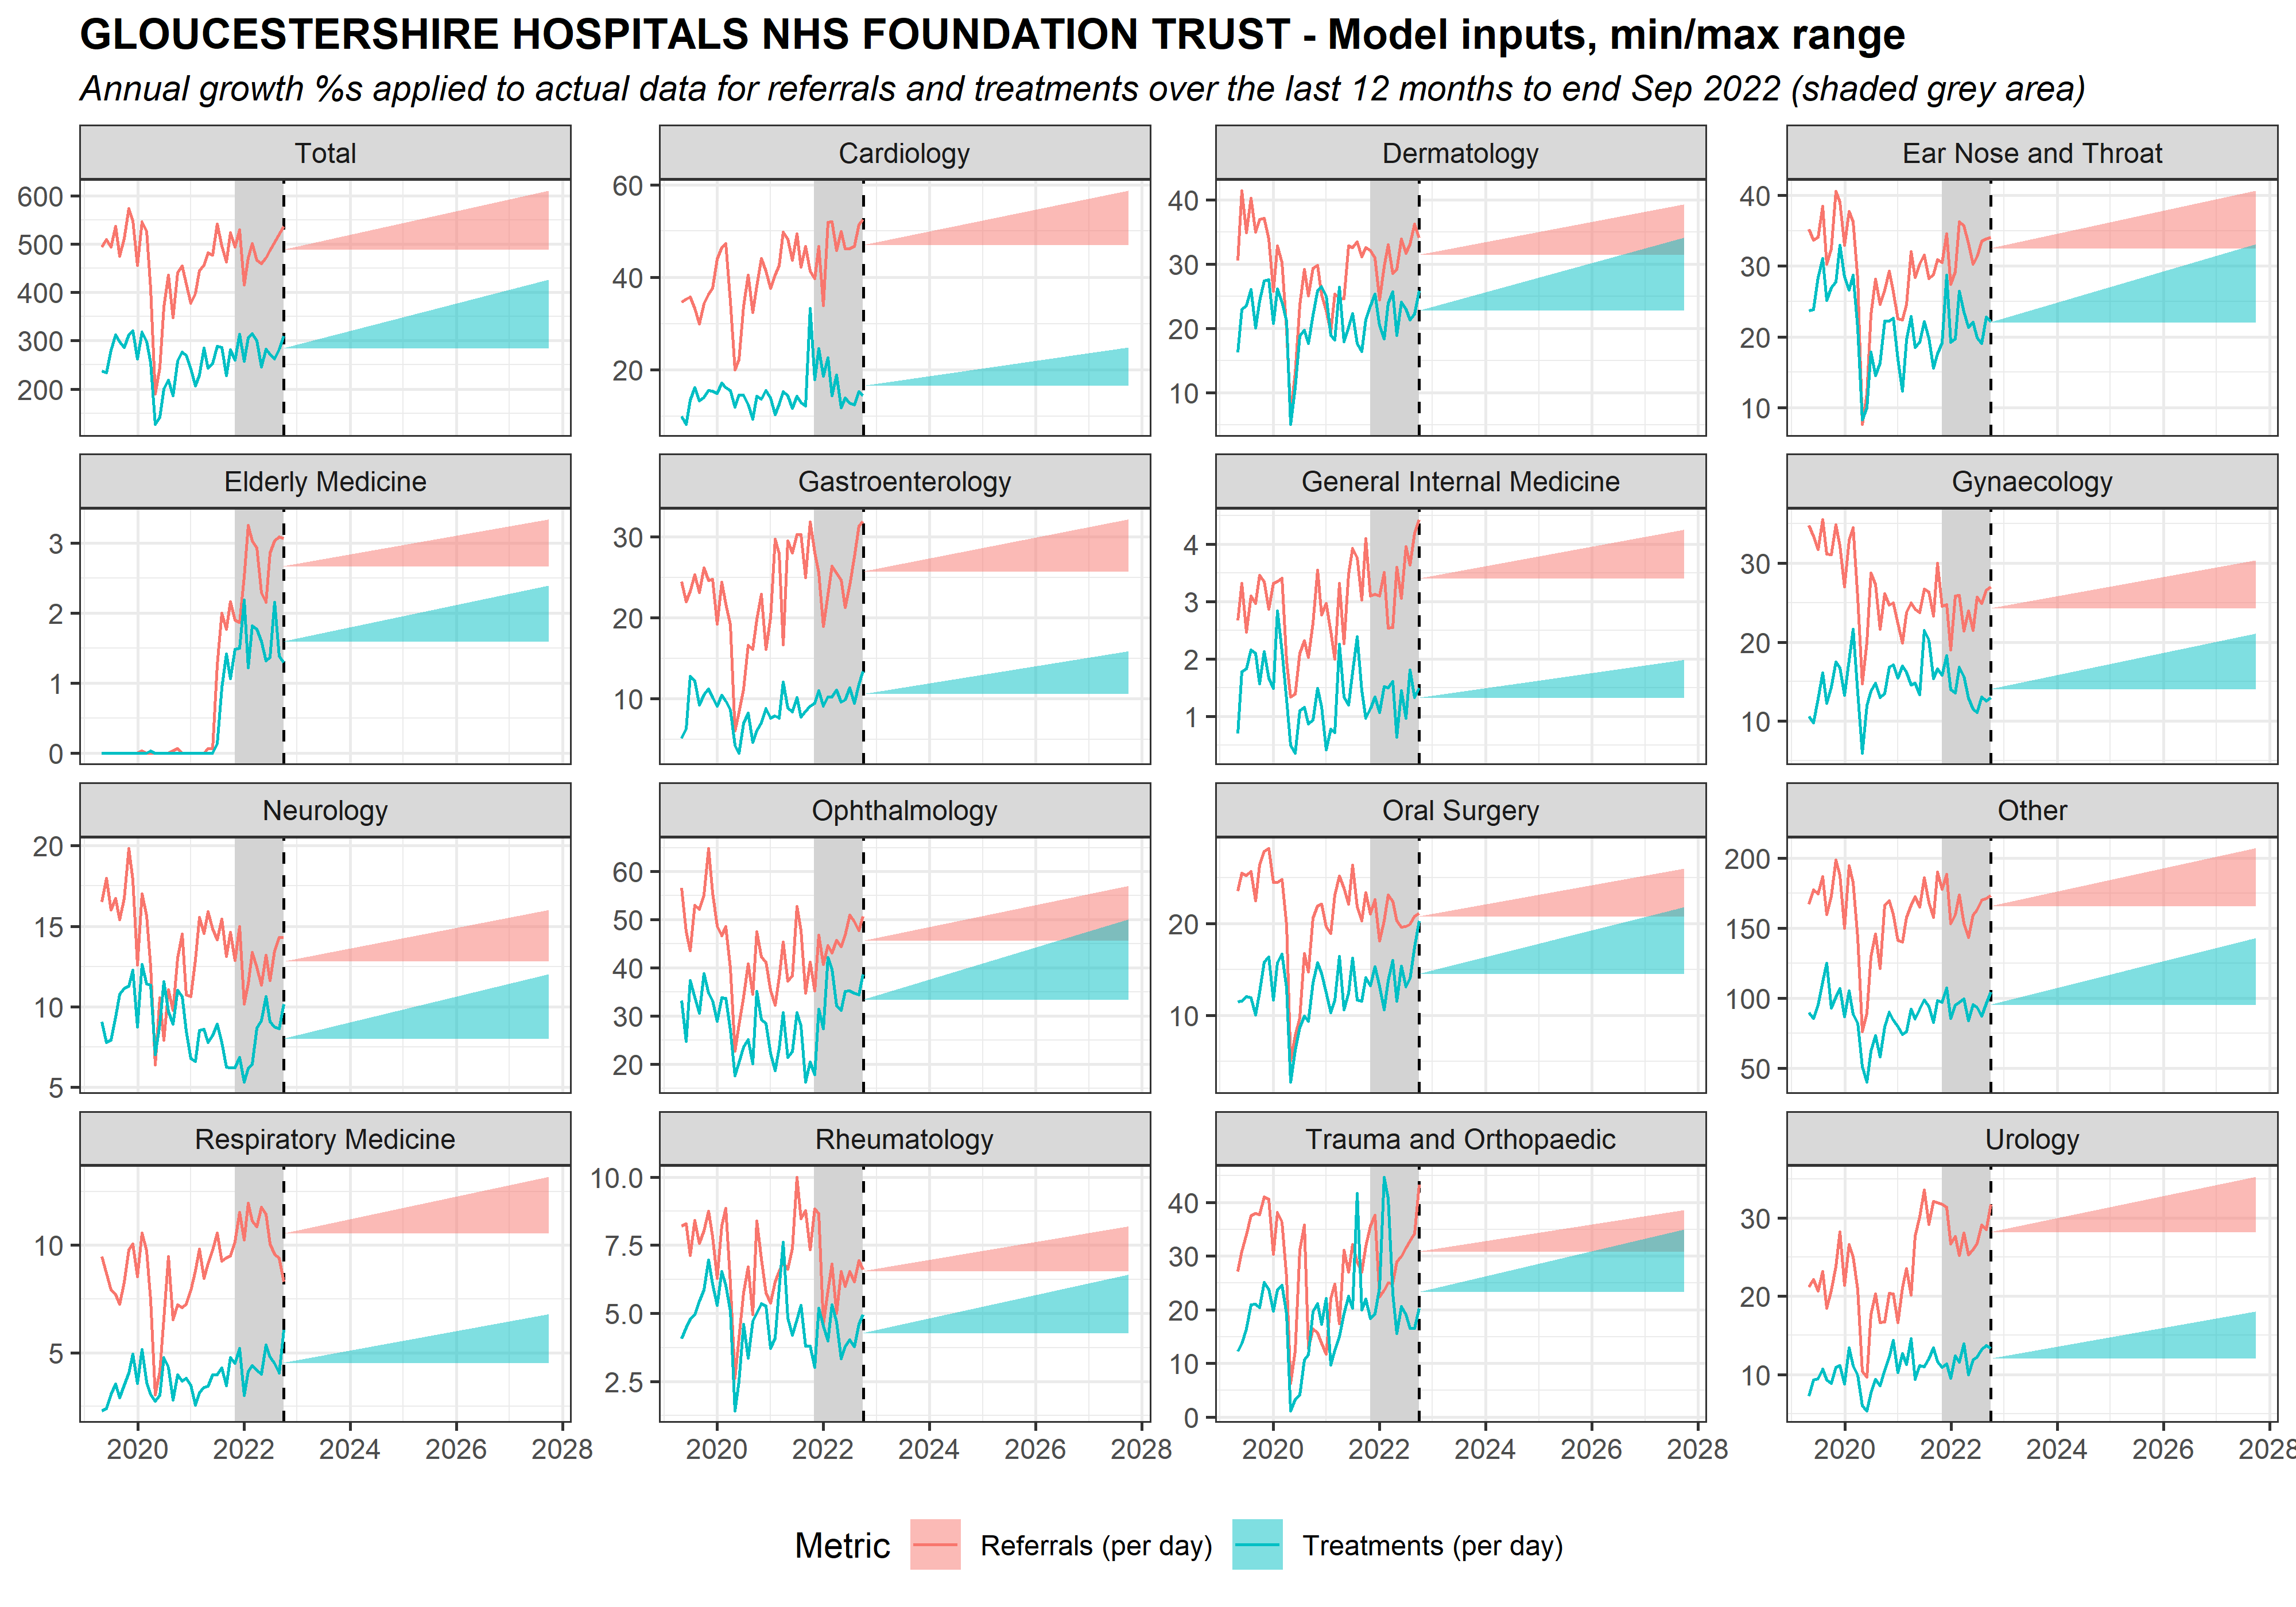 GLOUCESTERSHIRE HOSPITALS NHS FOUNDATION TRUST - Model inputs, min/max range
Annual growth %s applied to actual data for referrals and treatments over the last 12 months to end Sep 2022 (shaded grey area)
Total
600
500
400
300
200
Cardiology
60
40
20
Dermatology
40
30
20
10
Ear Nose and Throat
40
30
20
10
Elderly Medicine
3
2
1
0
Gastroenterology
30
20
10
General Internal Medicine
4
3
2
1
Gynaecology
30
20
10
Neurology
20
15
10
5
Ophthalmology
60
50
40
30
20
Oral Surgery
20
10
Other
200
150
100
50
Respiratory Medicine
10
5
2020 2022 2024 2026 2028
Rheumatology
10.0
7.5
5.0
2.5
2020 2022 2024 2026 2028
Trauma and Orthopaedic
40
30
20
10
0
2020 2022 2024 2026 2028
Urology
30
20
10
2020 2022 2024 2026 2028
Metric Referrals (per day) Treatments (per day)